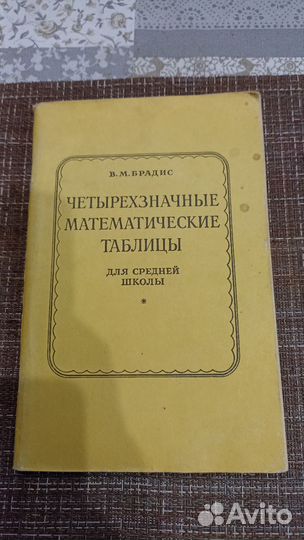 В. М. БРАДИС
ЧЕТЫРЕХЗНАЧНЫЕ
МАТЕМАТИЧЕСКИЕ
ТАБЛИЦЫ
ДЛЯ СРЕДНЕЙ
ШКОЛЫ
*
Avito